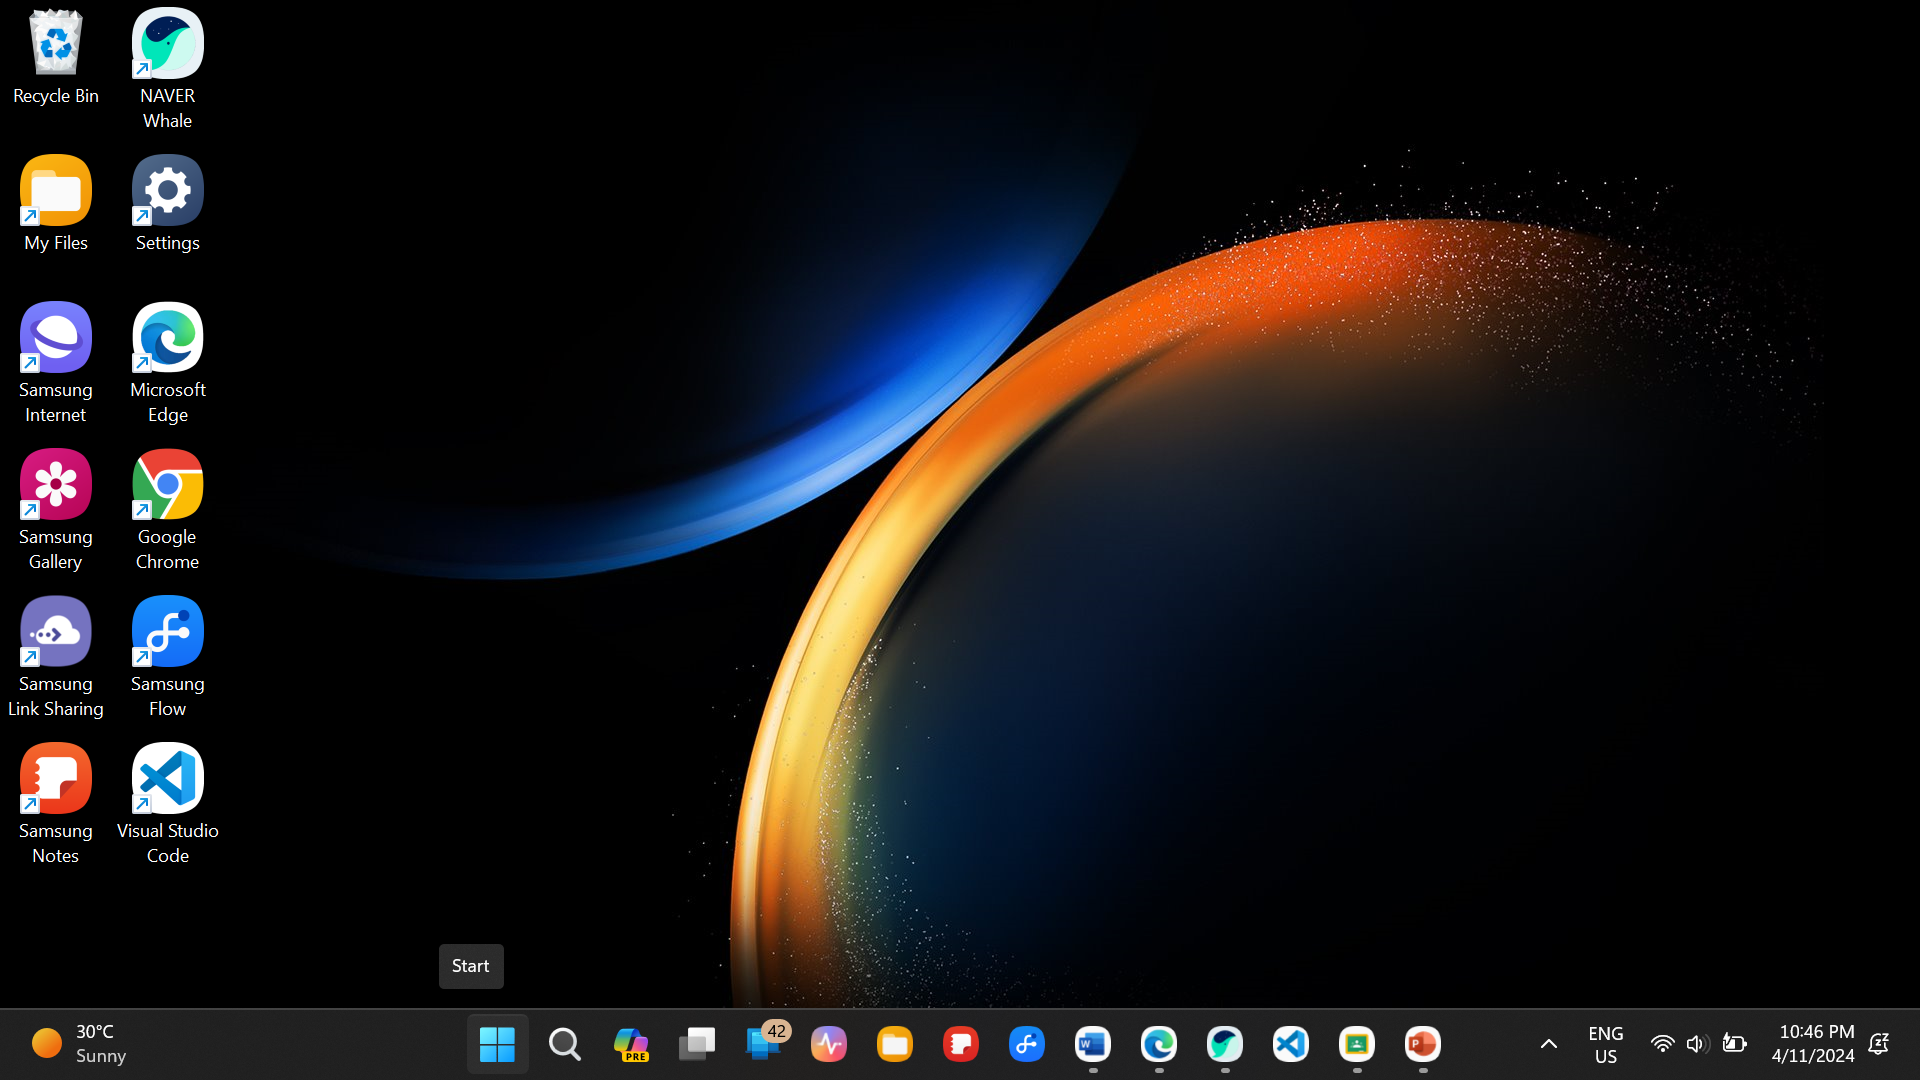 Recycle Bin
NAVER
Whale
My Files
Settings
Samsung
Internet
Microsoft
Edge
Samsung
Gallery
Google
Chrome
Samsung
Link Sharing
Samsung
Flow
Samsung
Notes
Visual Studio
Code
Start
30°C
Sunny
PRE
42
W
P
ENG
US
10:46 PM
4/11/2024